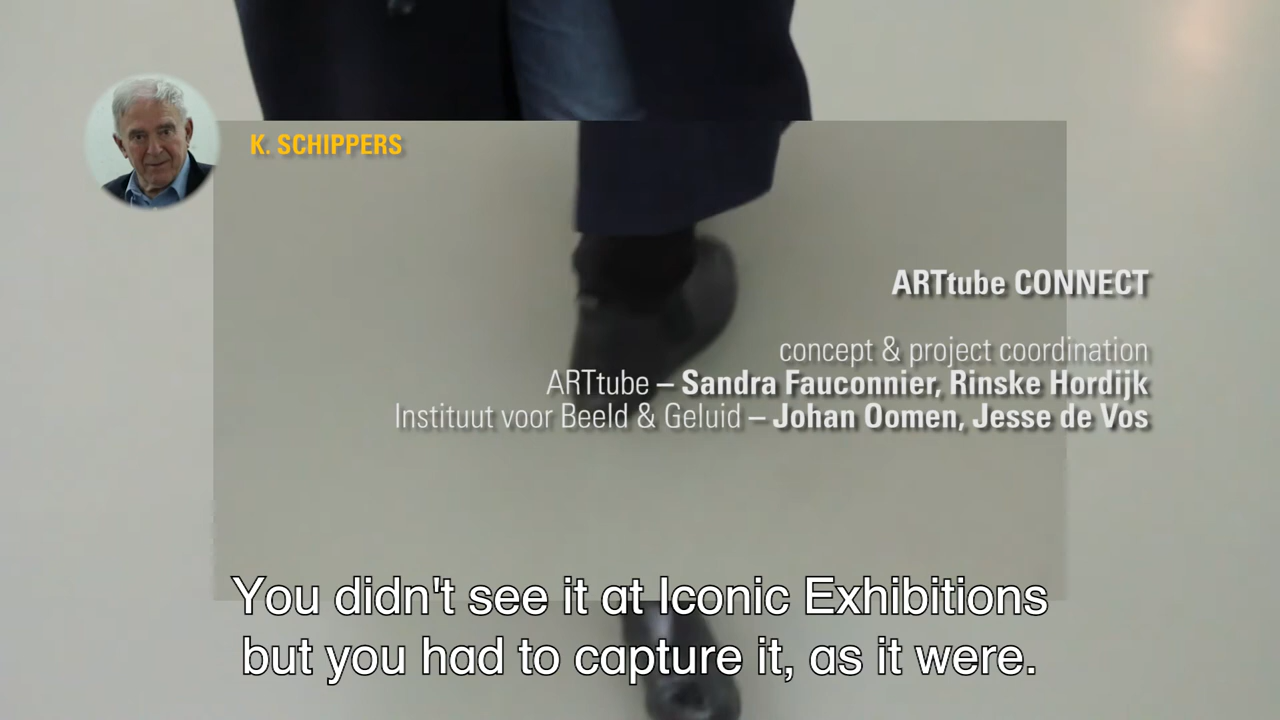 K. SCHIPPERS
ARTtube CONNECT
concept & project coordination
ARTtube – Sandra Fauconnier, Rinske Hordijk
Instituut voor Beeld & Geluid – Johan Oomen, Jesse de Vos
You didn't see it at Iconic Exhibitions
but you had to capture it, as it were.